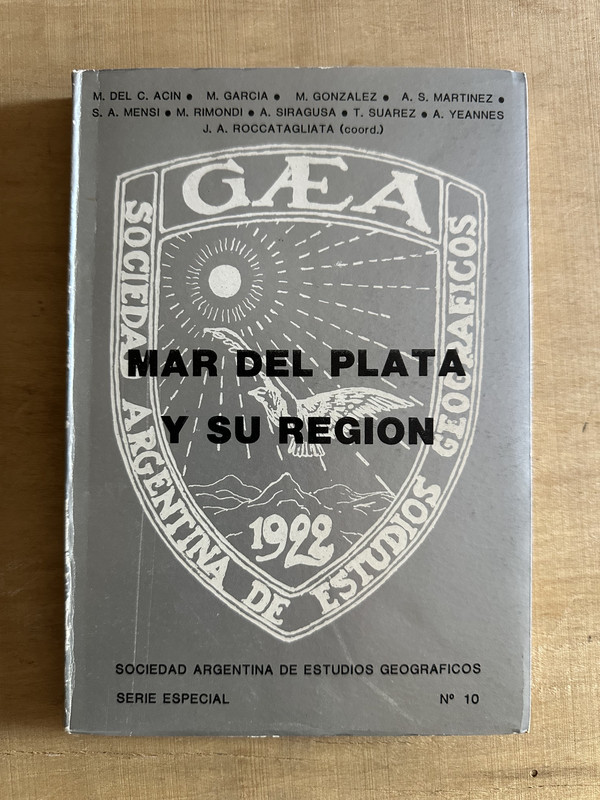 M. DEL C. ACIN ● M. GARCIA ● M. GONZALEZ ● A. S. MARTINEZ ●
S. A. MENSI ● M. RIMONDI ● A. SIRAGUSA ● T. SUAREZ ● A. YEANNES
J. A. ROCCATAGLIATA (coord.)
GÆA
SOCIEDAD ARGENTINA DE ESTUDIOS GEOGRAFICOS
MAR DEL PLATA
Y SU REGION
1922
SOCIEDAD ARGENTINA DE ESTUDIOS GEOGRAFICOS
SERIE ESPECIAL Nº 10